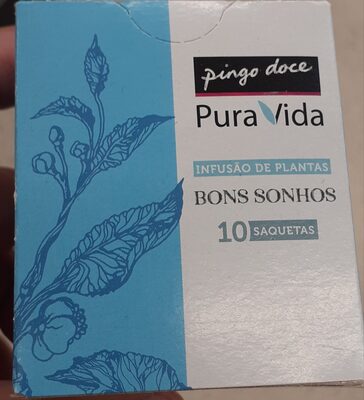 pingo doce
Pura Vida
INFUSÃO DE PLANTAS
BONS SONHOS
10 SAQUETAS